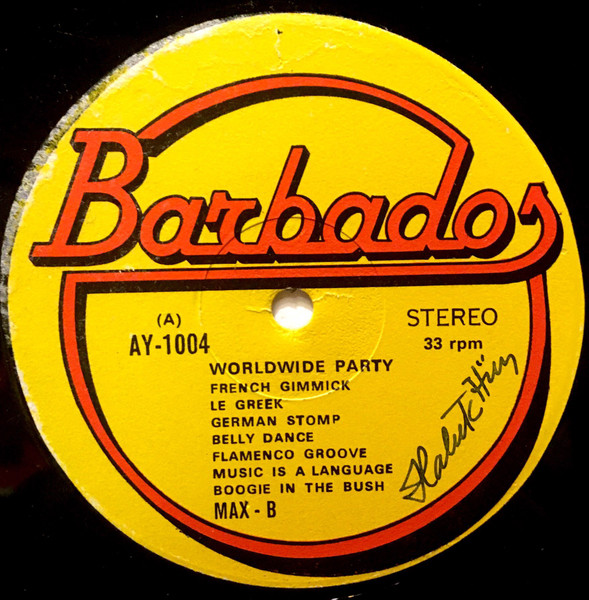 Barbados
(A)
AY-1004
STEREO
33 rpm
WORLDWIDE PARTY
FRENCH GIMMICK
LE GREEK
GERMAN STOMP
BELLY DANCE
FLAMENCO GROOVE
MUSIC IS A LANGUAGE
BOOGIE IN THE BUSH
MAX - B